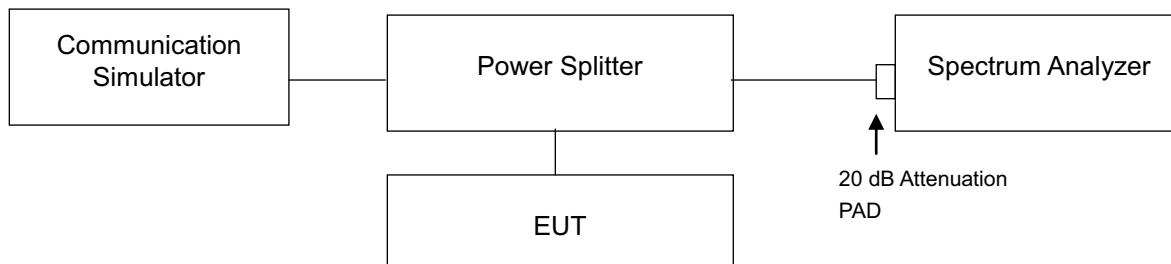 Communication
Simulator
Power Splitter
Spectrum Analyzer
20 dB Attenuation
PAD
EUT